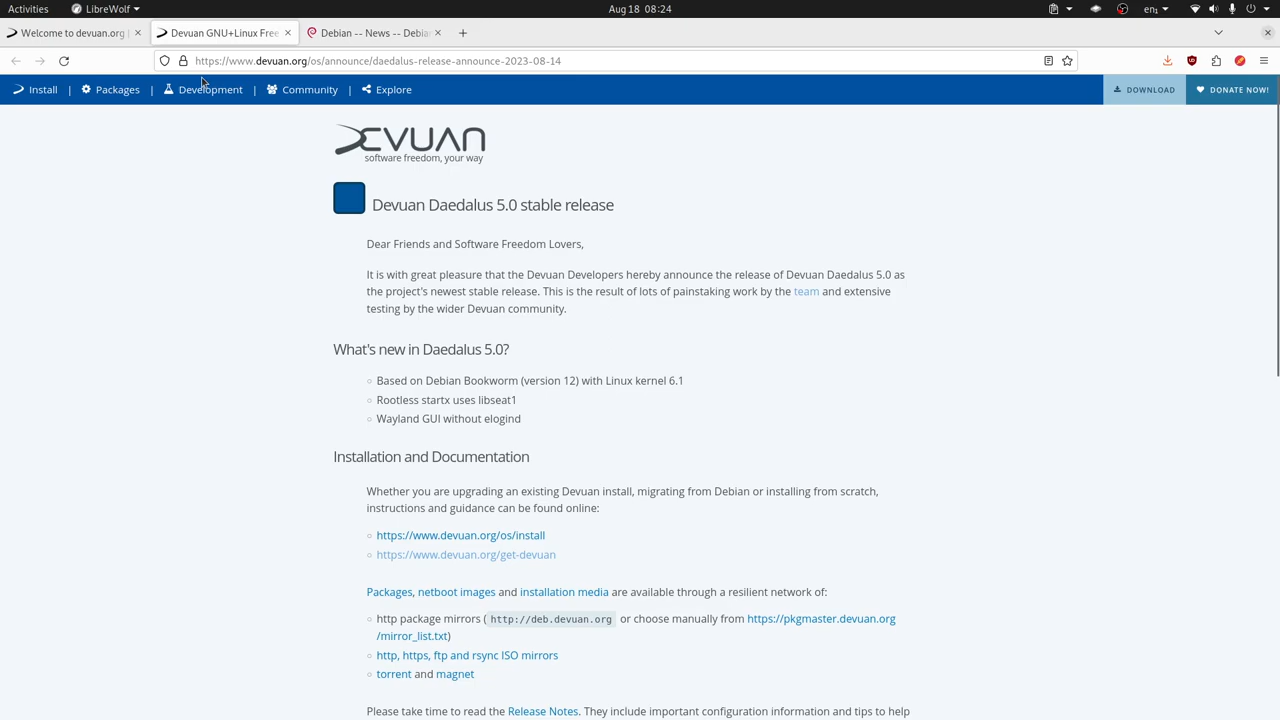 Activities
LibreWolf
Aug 18 08:24
en₁
Welcome to devuan.org |
Devuan GNU+Linux Free
Debian -- News -- Debian
https://www.devuan.org/os/announce/daedalus-release-announce-2023-08-14
Install | Packages | Development | Community | Explore
DOWNLOAD
DONATE NOW!
DEVUAN
software freedom, your way
Devuan Daedalus 5.0 stable release
Dear Friends and Software Freedom Lovers,
It is with great pleasure that the Devuan Developers hereby announce the release of Devuan Daedalus 5.0 as
the project's newest stable release. This is the result of lots of painstaking work by the team and extensive
testing by the wider Devuan community.
What's new in Daedalus 5.0?
Based on Debian Bookworm (version 12) with Linux kernel 6.1
Rootless startx uses libseat1
Wayland GUI without elogind
Installation and Documentation
Whether you are upgrading an existing Devuan install, migrating from Debian or installing from scratch,
instructions and guidance can be found online:
https://www.devuan.org/os/install
https://www.devuan.org/get-devuan
Packages, netboot images and installation media are available through a resilient network of:
http package mirrors ( http://deb.devuan.org or choose manually from https://pkgmaster.devuan.org
/mirror_list.txt)
http, https, ftp and rsync ISO mirrors
torrent and magnet
Please take time to read the Release Notes. They include important configuration information and tips to help